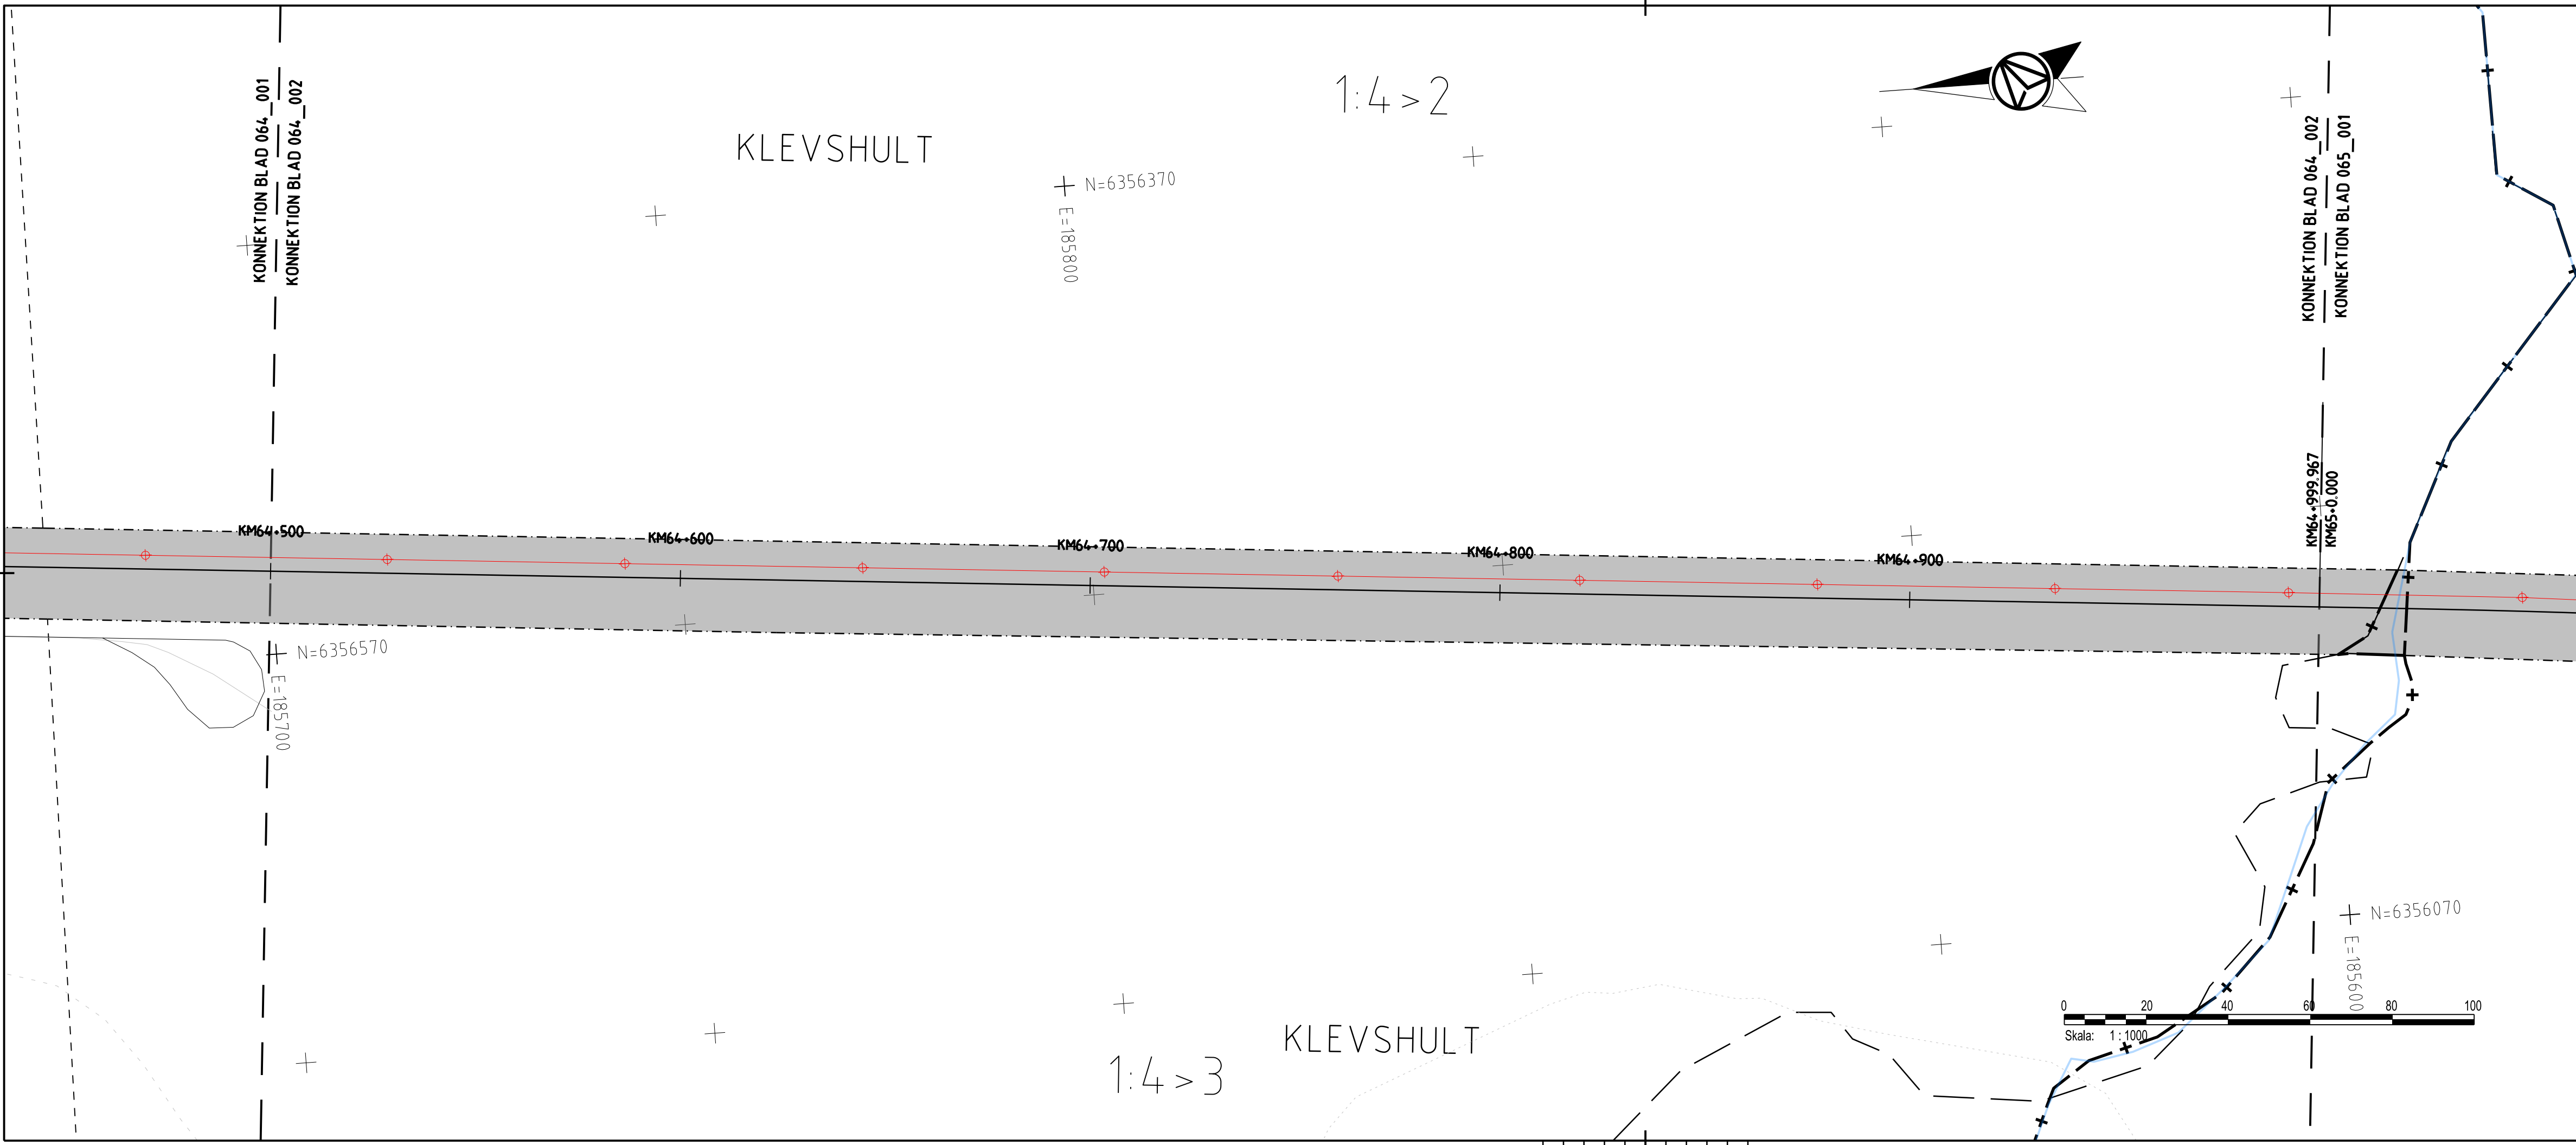 KONNEKTION BLAD 064_001
KONNEKTION BLAD 064_002
KLEVSHULT
1:4>2
N=6356370
E=185800
KONNEKTION BLAD 064_002
KONNEKTION BLAD 065_001
KM64+500
KM64+600
KM64+700
KM64+800
KM64+900
KM64+999.967
KM65+0.000
N=6356570
E=185700
N=6356070
E=185600
KLEVSHULT
1:4>3
0 20 40 60 80 100
Skala: 1:1000